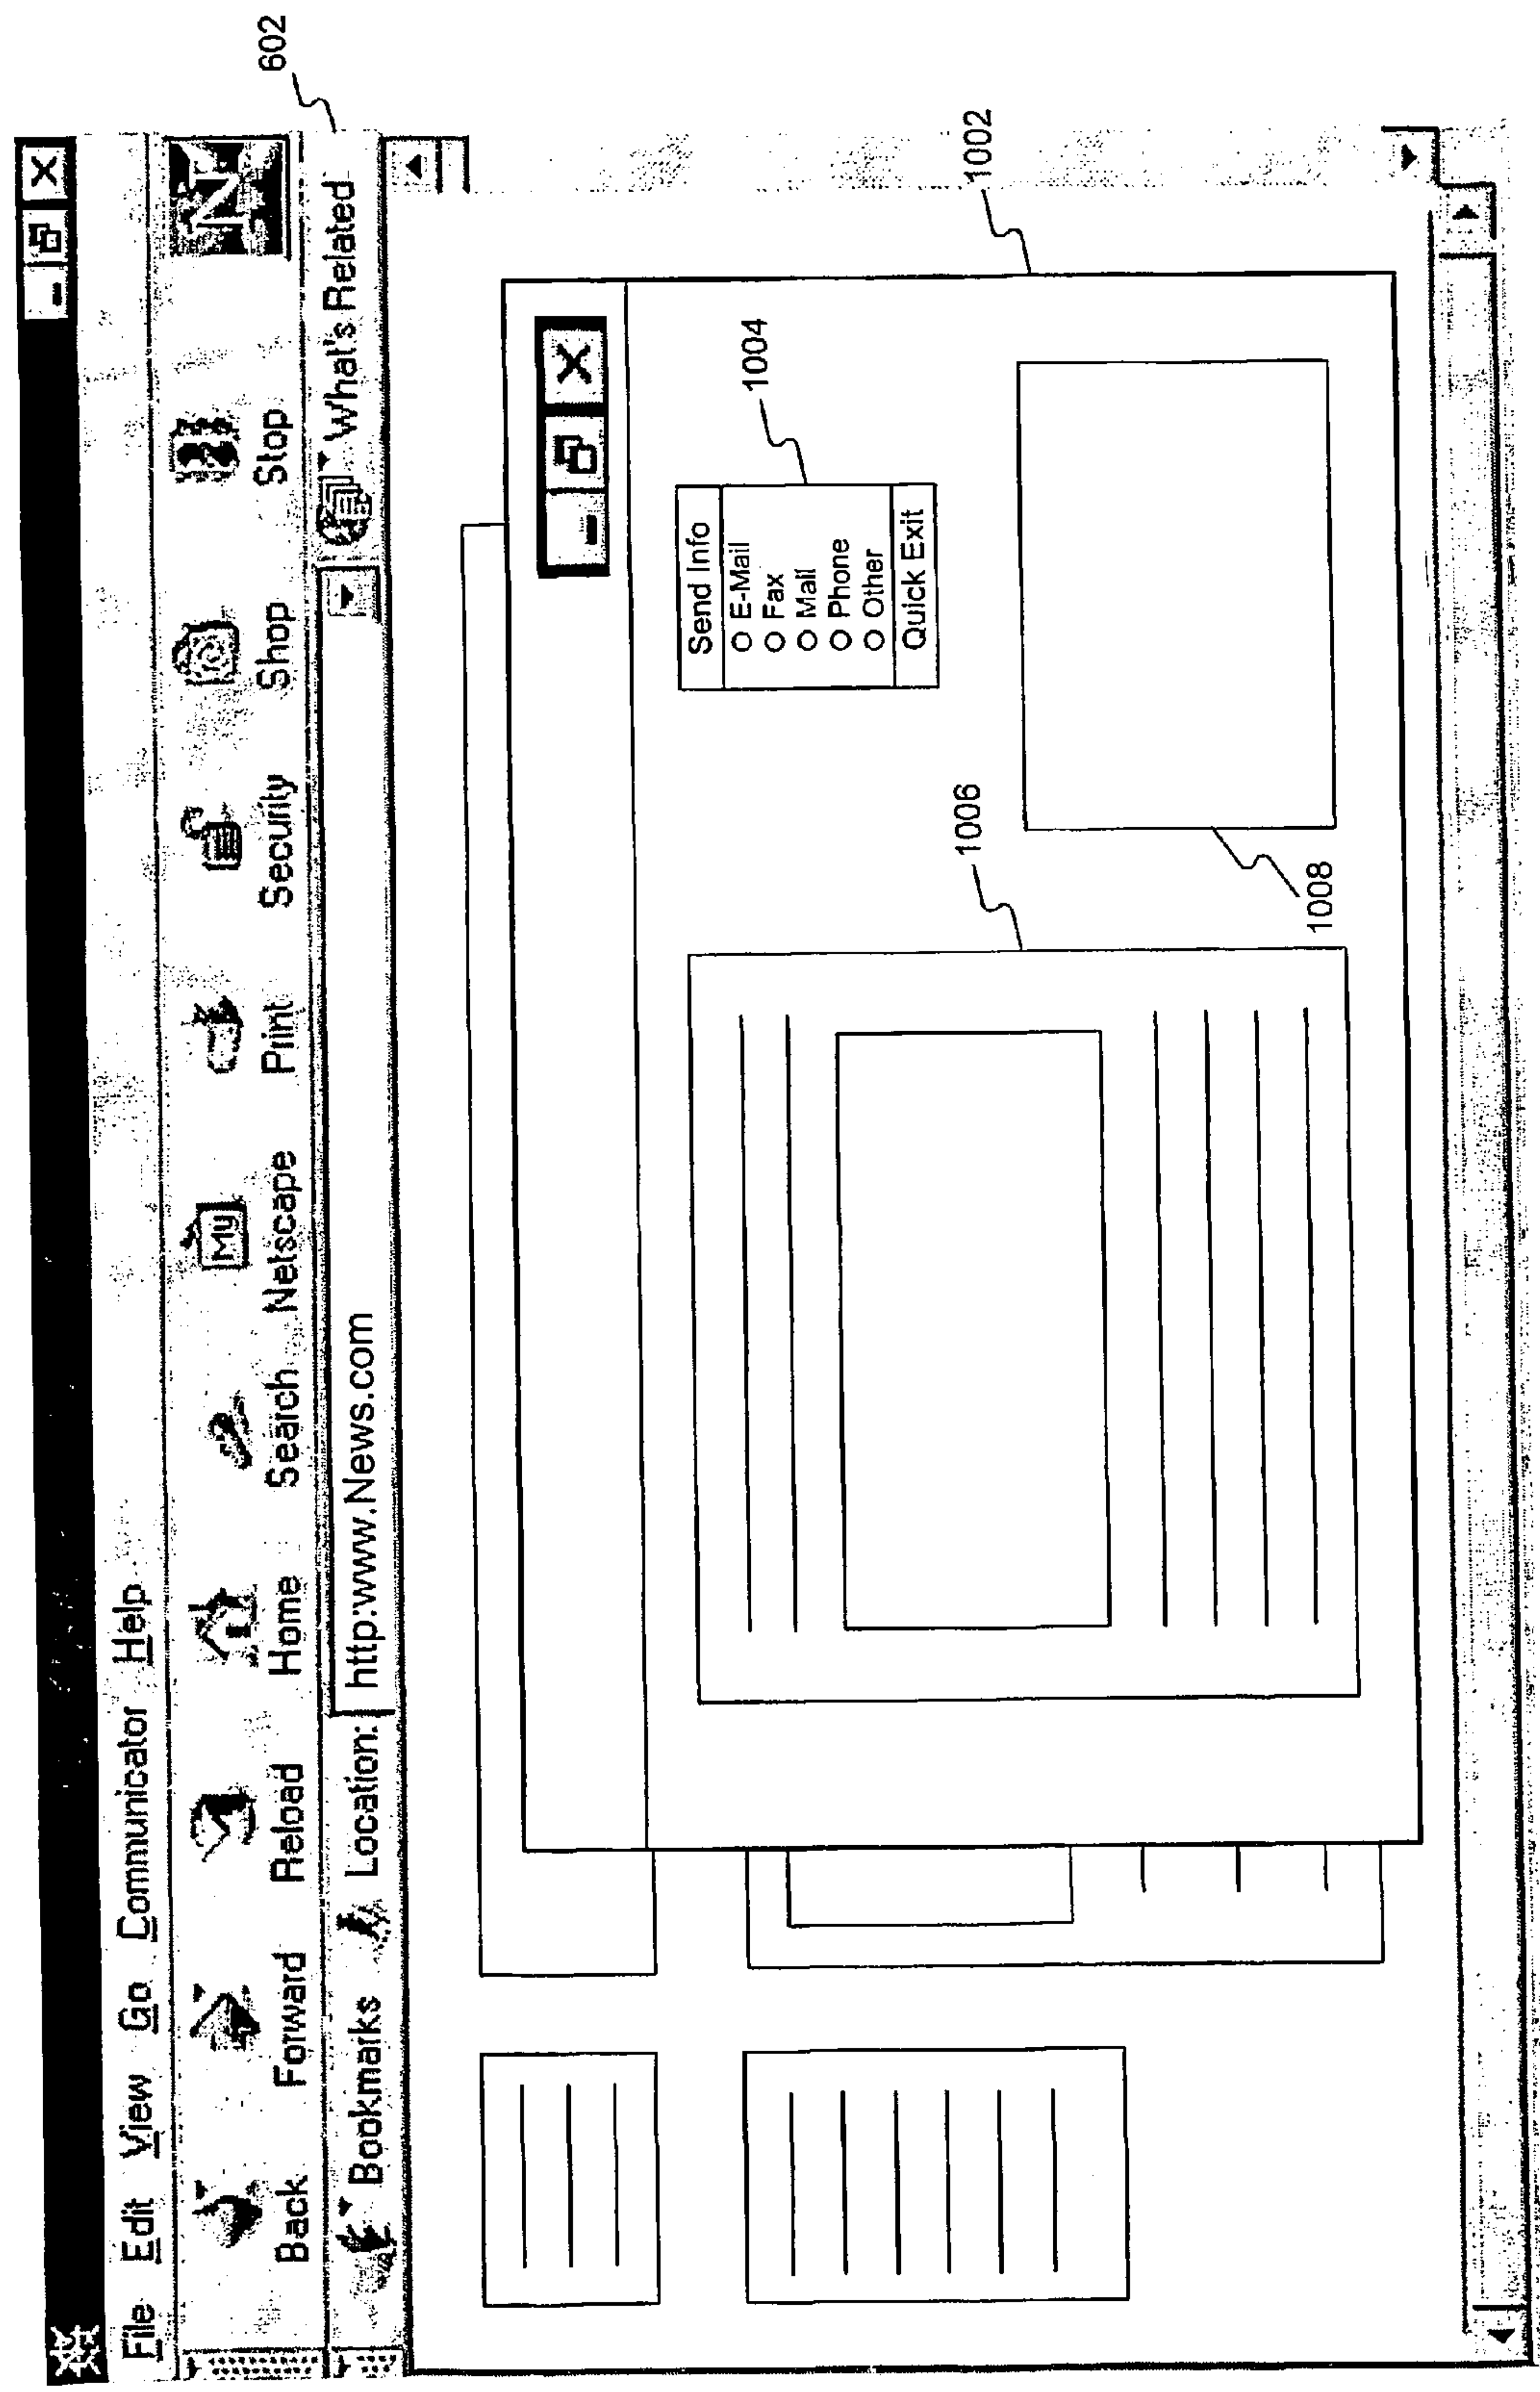 602
File Edit View Go Communicator Help
N
Back Forward Reload Home Search Netscape Print Security Shop Stop
My
Bookmarks Location: http:www.News.com What's Related
1002
1004
Send Info
E-Mail
Fax
Mail
Phone
Other
Quick Exit
1006
1008